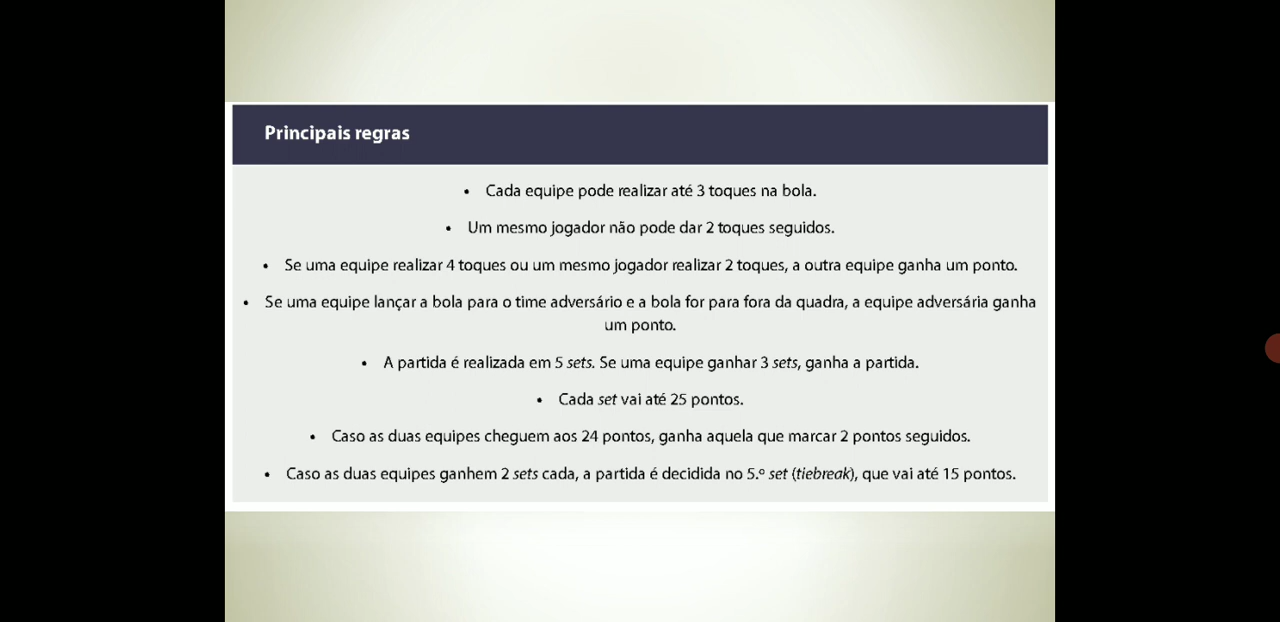 Principais regras
• Cada equipe pode realizar até 3 toques na bola.
• Um mesmo jogador não pode dar 2 toques seguidos.
• Se uma equipe realizar 4 toques ou um mesmo jogador realizar 2 toques, a outra equipe ganha um ponto.
• Se uma equipe lançar a bola para o time adversário e a bola for para fora da quadra, a equipe adversária ganha
um ponto.
• A partida é realizada em 5 sets. Se uma equipe ganhar 3 sets, ganha a partida.
• Cada set vai até 25 pontos.
• Caso as duas equipes cheguem aos 24 pontos, ganha aquela que marcar 2 pontos seguidos.
• Caso as duas equipes ganhem 2 sets cada, a partida é decidida no 5.º set (tiebreak), que vai até 15 pontos.